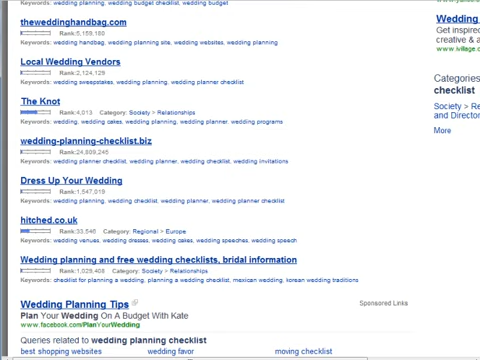 Keywords: wedding planning, wedding budget checklist, wedding budget
theweddinghandbag.com
Rank:5,159,180
Keywords: wedding handbag, wedding planning site, wedding websites, wedding planning
Local Wedding Vendors
Rank:2,124,129
Keywords: wedding sweepstakes, wedding planning, wedding planner checklist
The Knot
Rank:4,013 Category: Society > Relationships
Keywords: wedding, wedding cakes, wedding planning, wedding planner, wedding programs
wedding-planning-checklist.biz
Rank:24,809,246
Keywords: wedding planner checklist, wedding planner, wedding checklist, wedding invitations
Dress Up Your Wedding
Rank:1,547,019
Keywords: wedding planning, wedding checklist, wedding planner, wedding planner checklist
hitched.co.uk
Rank:33,546 Category: Regional > Europe
Keywords: wedding venues, wedding dresses, wedding cakes, wedding speeches, wedding speech
Wedding planning and free wedding checklists, bridal information
Rank:1,029,408 Category: Society > Relationships
Keywords: checklist for planning a wedding, planning a wedding checklist, mexican wedding, korean wedding traditions
Wedding Planning Tips
Sponsored Links
Plan Your Wedding On A Budget With Kate
www.facebook.com/PlanYourWedding
Queries related to wedding planning checklist
best shopping websites wedding favor moving checklist
Wedding
Get inspire
creative & a
www.ivillage.c
Categories
checklist
Society > Re
and Director
More